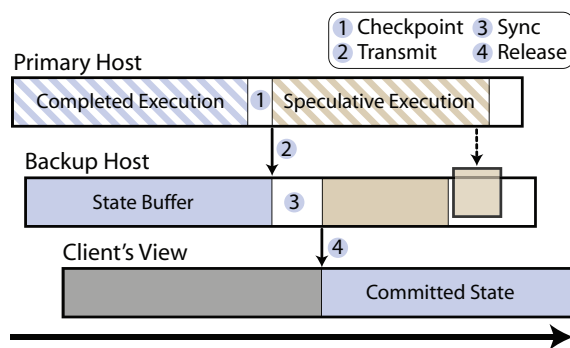 1 Checkpoint 3 Sync
2 Transmit 4 Release
Primary Host
Completed Execution 1 Speculative Execution
2
Backup Host
State Buffer 3
4
Client's View
Committed State